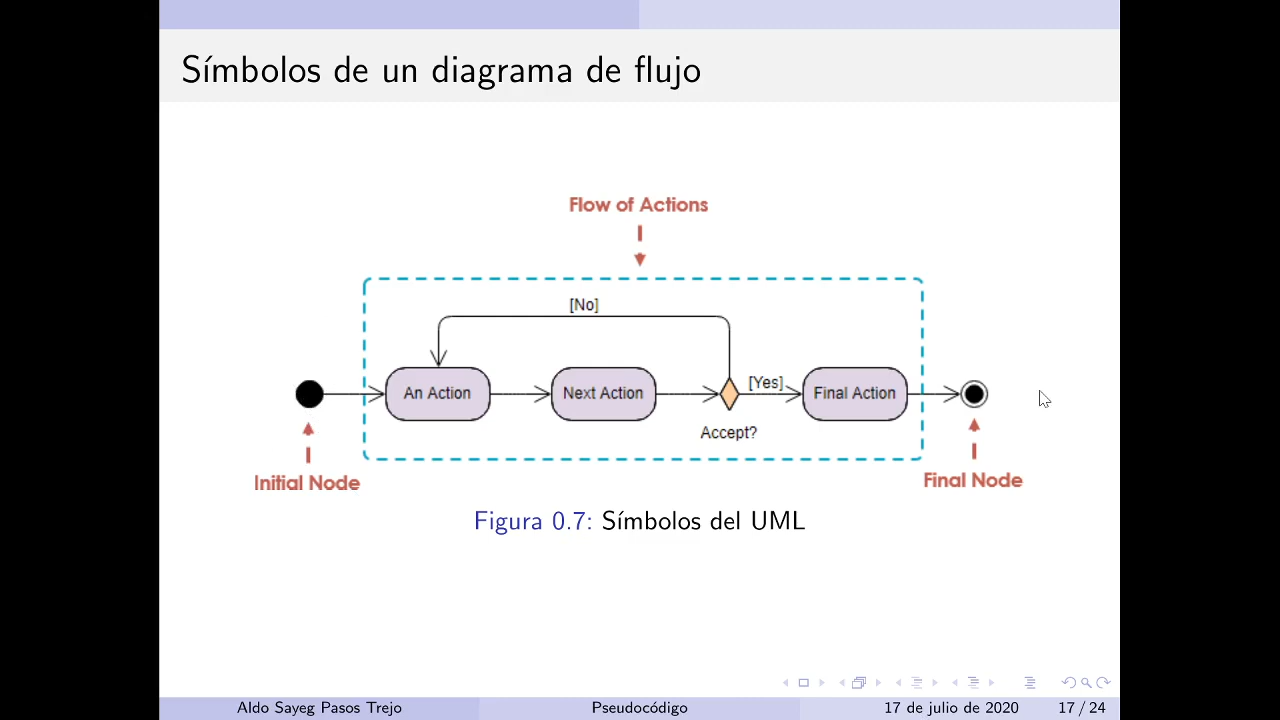 Símbolos de un diagrama de flujo
Flow of Actions
[No]
An Action
Next Action
[Yes]
Final Action
Accept?
Initial Node
Final Node
Figura 0.7: Símbolos del UML
Aldo Sayeg Pasos Trejo
Pseudocódigo
17 de julio de 2020
17 / 24